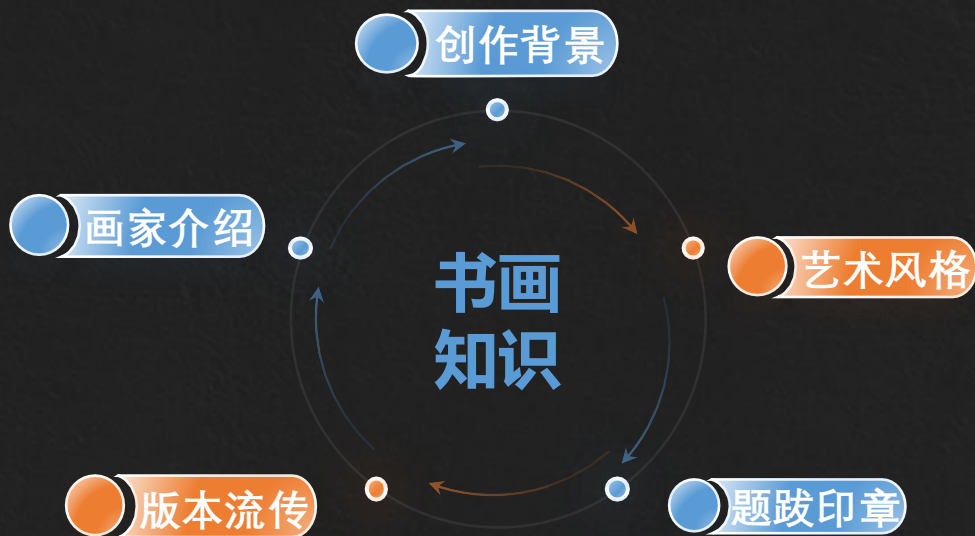 创作背景
画家介绍
艺术风格
书画
知识
版本流传
题跋印章